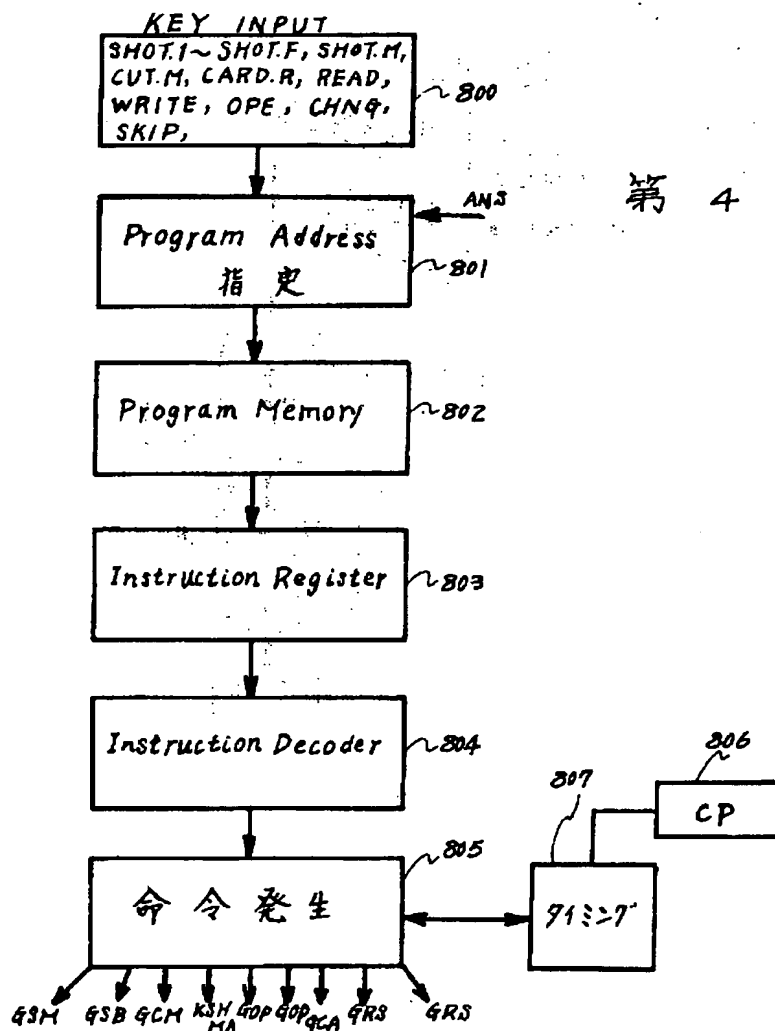 KEY INPUT
SHOT.1~SHOT.F, SHOT.M,
CUT.M, CARD.R, READ,
WRITE, OPE, CHNG,
SKIP,
800
第 4
ANS
Program Address
指定
801
Program Memory
802
Instruction Register
803
Instruction Decoder
804
806
CP
807
タイミング
805
命令発生
GSM GSB GCM KSH MA GOP GOP GCA GRS GRS